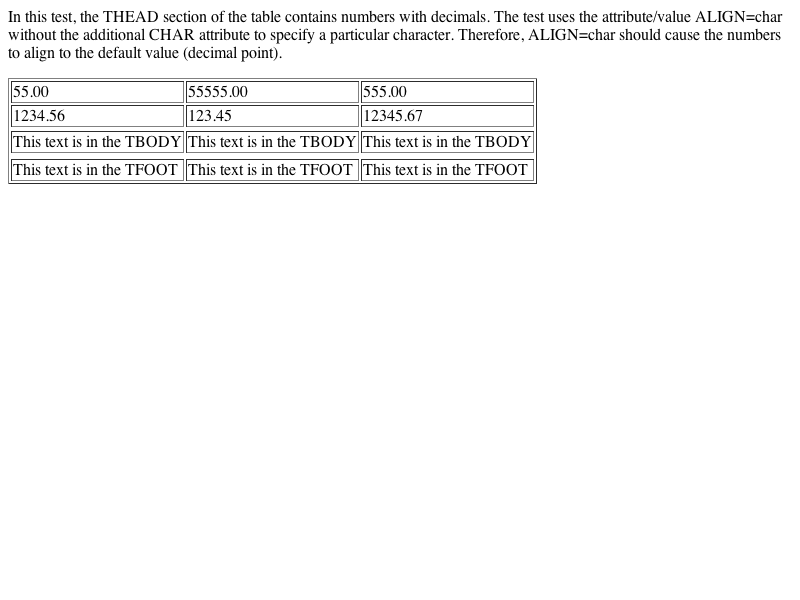 In this test, the THEAD section of the table contains numbers with decimals. The test uses the attribute/value ALIGN=char
without the additional CHAR attribute to specify a particular character. Therefore, ALIGN=char should cause the numbers
to align to the default value (decimal point).
55.00 55555.00 555.00
1234.56 123.45 12345.67
This text is in the TBODY This text is in the TBODY This text is in the TBODY
This text is in the TFOOT This text is in the TFOOT This text is in the TFOOT